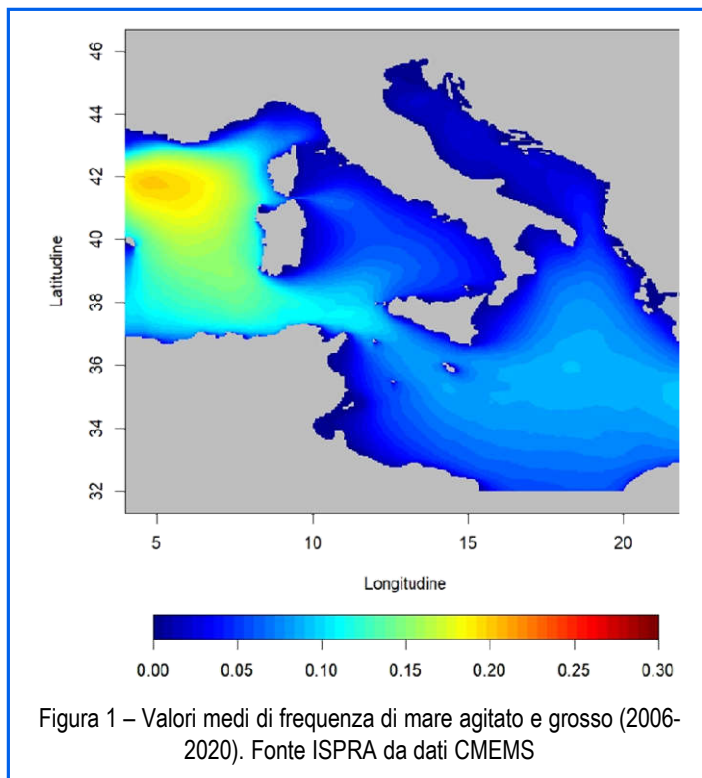 46
44
42
40
38
36
34
32
Latitudine
5
10
15
20
Longitudine
0.00 0.05 0.10 0.15 0.20 0.25 0.30
Figura 1 – Valori medi di frequenza di mare agitato e grosso (2006-
2020). Fonte ISPRA da dati CMEMS